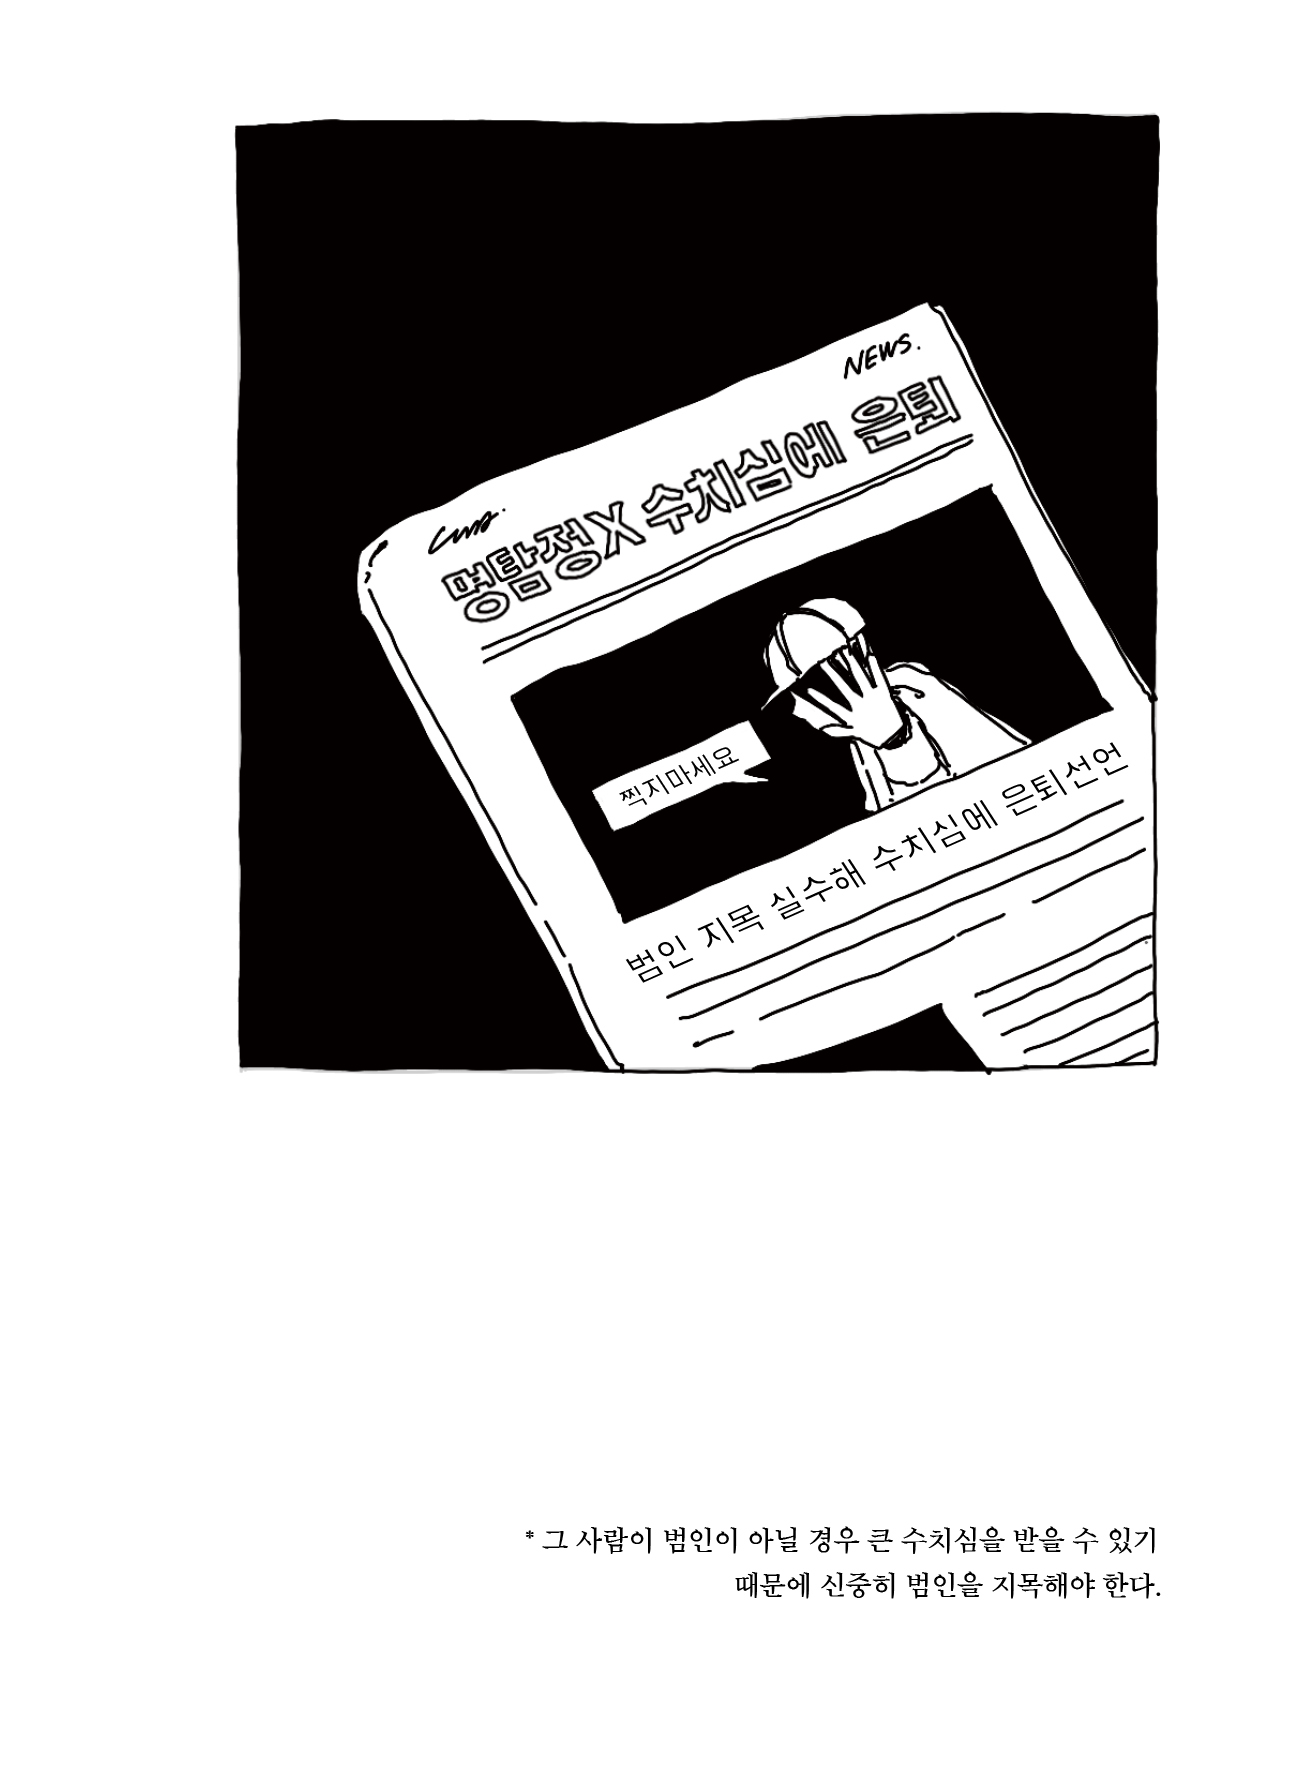 NEWS.
명탐정X 수치심에 은퇴
찍지마세요
범인 지목 실수해 수치심에 은퇴선언
* 그 사람이 범인이 아닐 경우 큰 수치심을 받을 수 있기
때문에 신중히 범인을 지목해야 한다.